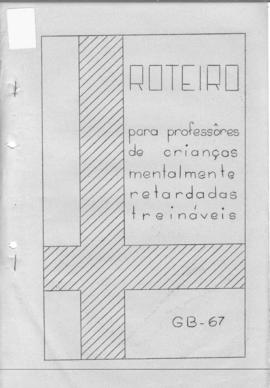 ROTEIRO
para professôres
de crianças
mentalmente
retardadas
treináveis
GB-67